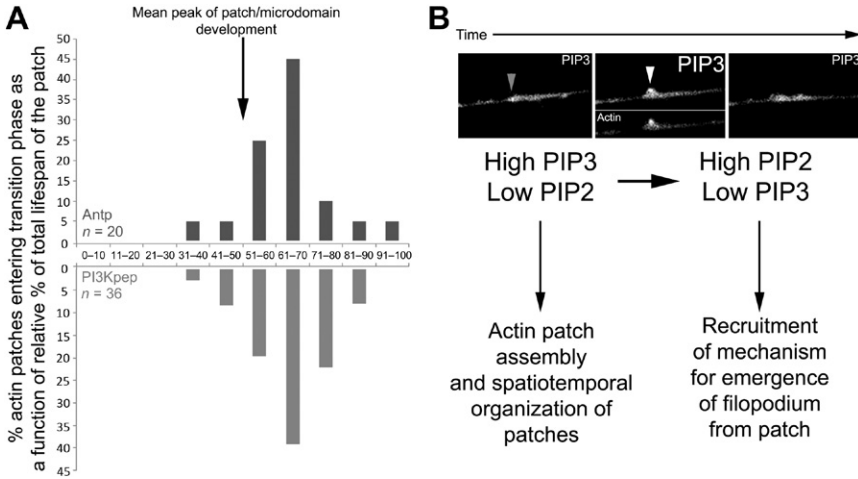 A
Mean peak of patch/microdomain
development
% actin patches entering transition phase as
a function of relative % of total lifespan of the patch
50
45
40
35
30
25
20
15
10
5
0
Antp
n = 20
0–10 11–20 21–30 31–40 41–50 51–60 61–70 71–80 81–90 91–100
0
5
10
15
20
25
30
35
40
45
PI3Kpep
n = 36
B
Time
PIP3
PIP3
Actin
PIP3
High PIP3
Low PIP2
High PIP2
Low PIP3
Actin patch
assembly
and spatiotemporal
organization of
patches
Recruitment
of mechanism
for emergence
of filopodium
from patch